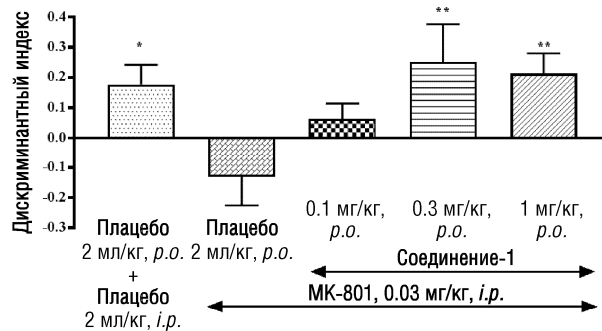 Дискриминантный индекс
0.4
0.3
0.2
0.1
0.0
-0.1
-0.2
-0.3
*
**
**
Плацебо
2 мл/кг, p.o.
+
Плацебо
2 мл/кг, i.p.
Плацебо
2 мл/кг, p.o.
0.1 мг/кг,
p.o.
0.3 мг/кг,
p.o.
1 мг/кг,
p.o.
Соединение-1
МК-801, 0.03 мг/кг, i.p.